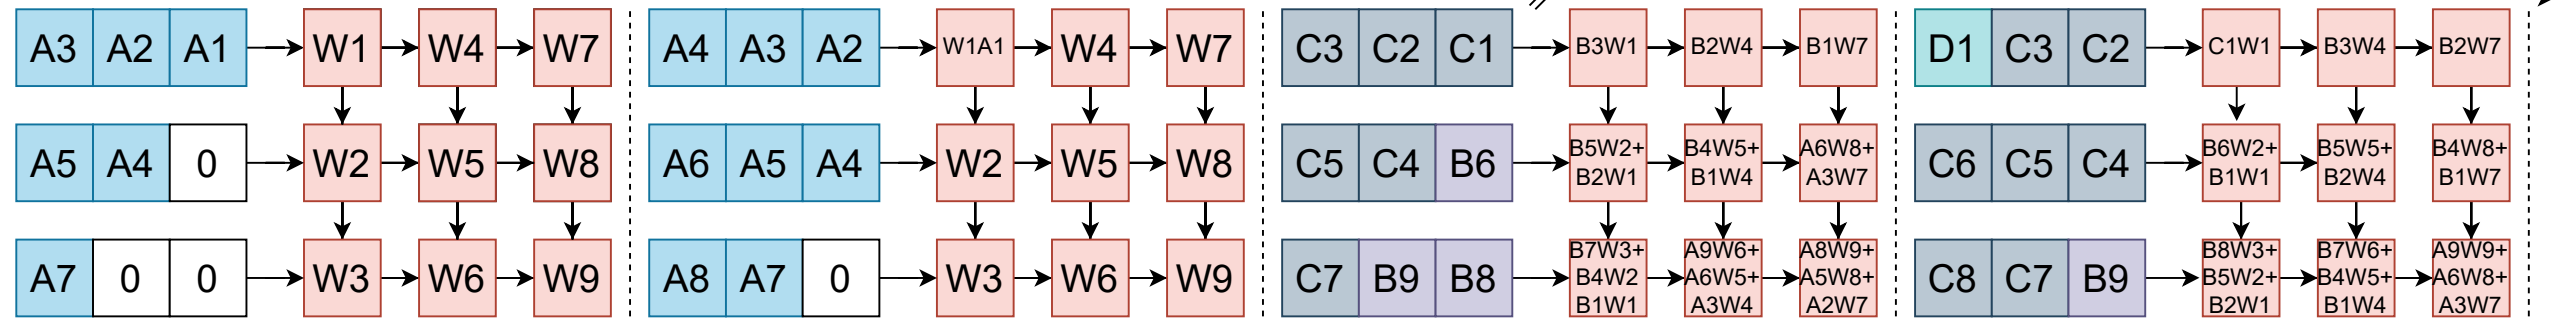 A3 A2 A1 W1 W4 W7
A5 A4 0 W2 W5 W8
A7 0 0 W3 W6 W9
A4 A3 A2 W1A1 W4 W7
A6 A5 A4 W2 W5 W8
A8 A7 0 W3 W6 W9
C3 C2 C1 B3W1 B2W4 B1W7
C5 C4 B6
B5W2+
B2W1
B4W5+
B1W4
A6W8+
A3W7
C7 B9 B8
B7W3+
B4W2
B1W1
A9W6+
A6W5+
A3W4
A8W9+
A5W8+
A2W7
D1 C3 C2 C1W1 B3W4 B2W7
C6 C5 C4
B6W2+
B1W1
B5W5+
B2W4
B4W8+
B1W7
C8 C7 B9
B8W3+
B5W2+
B2W1
B7W6+
B4W5+
B1W4
A9W9+
A6W8+
A3W7